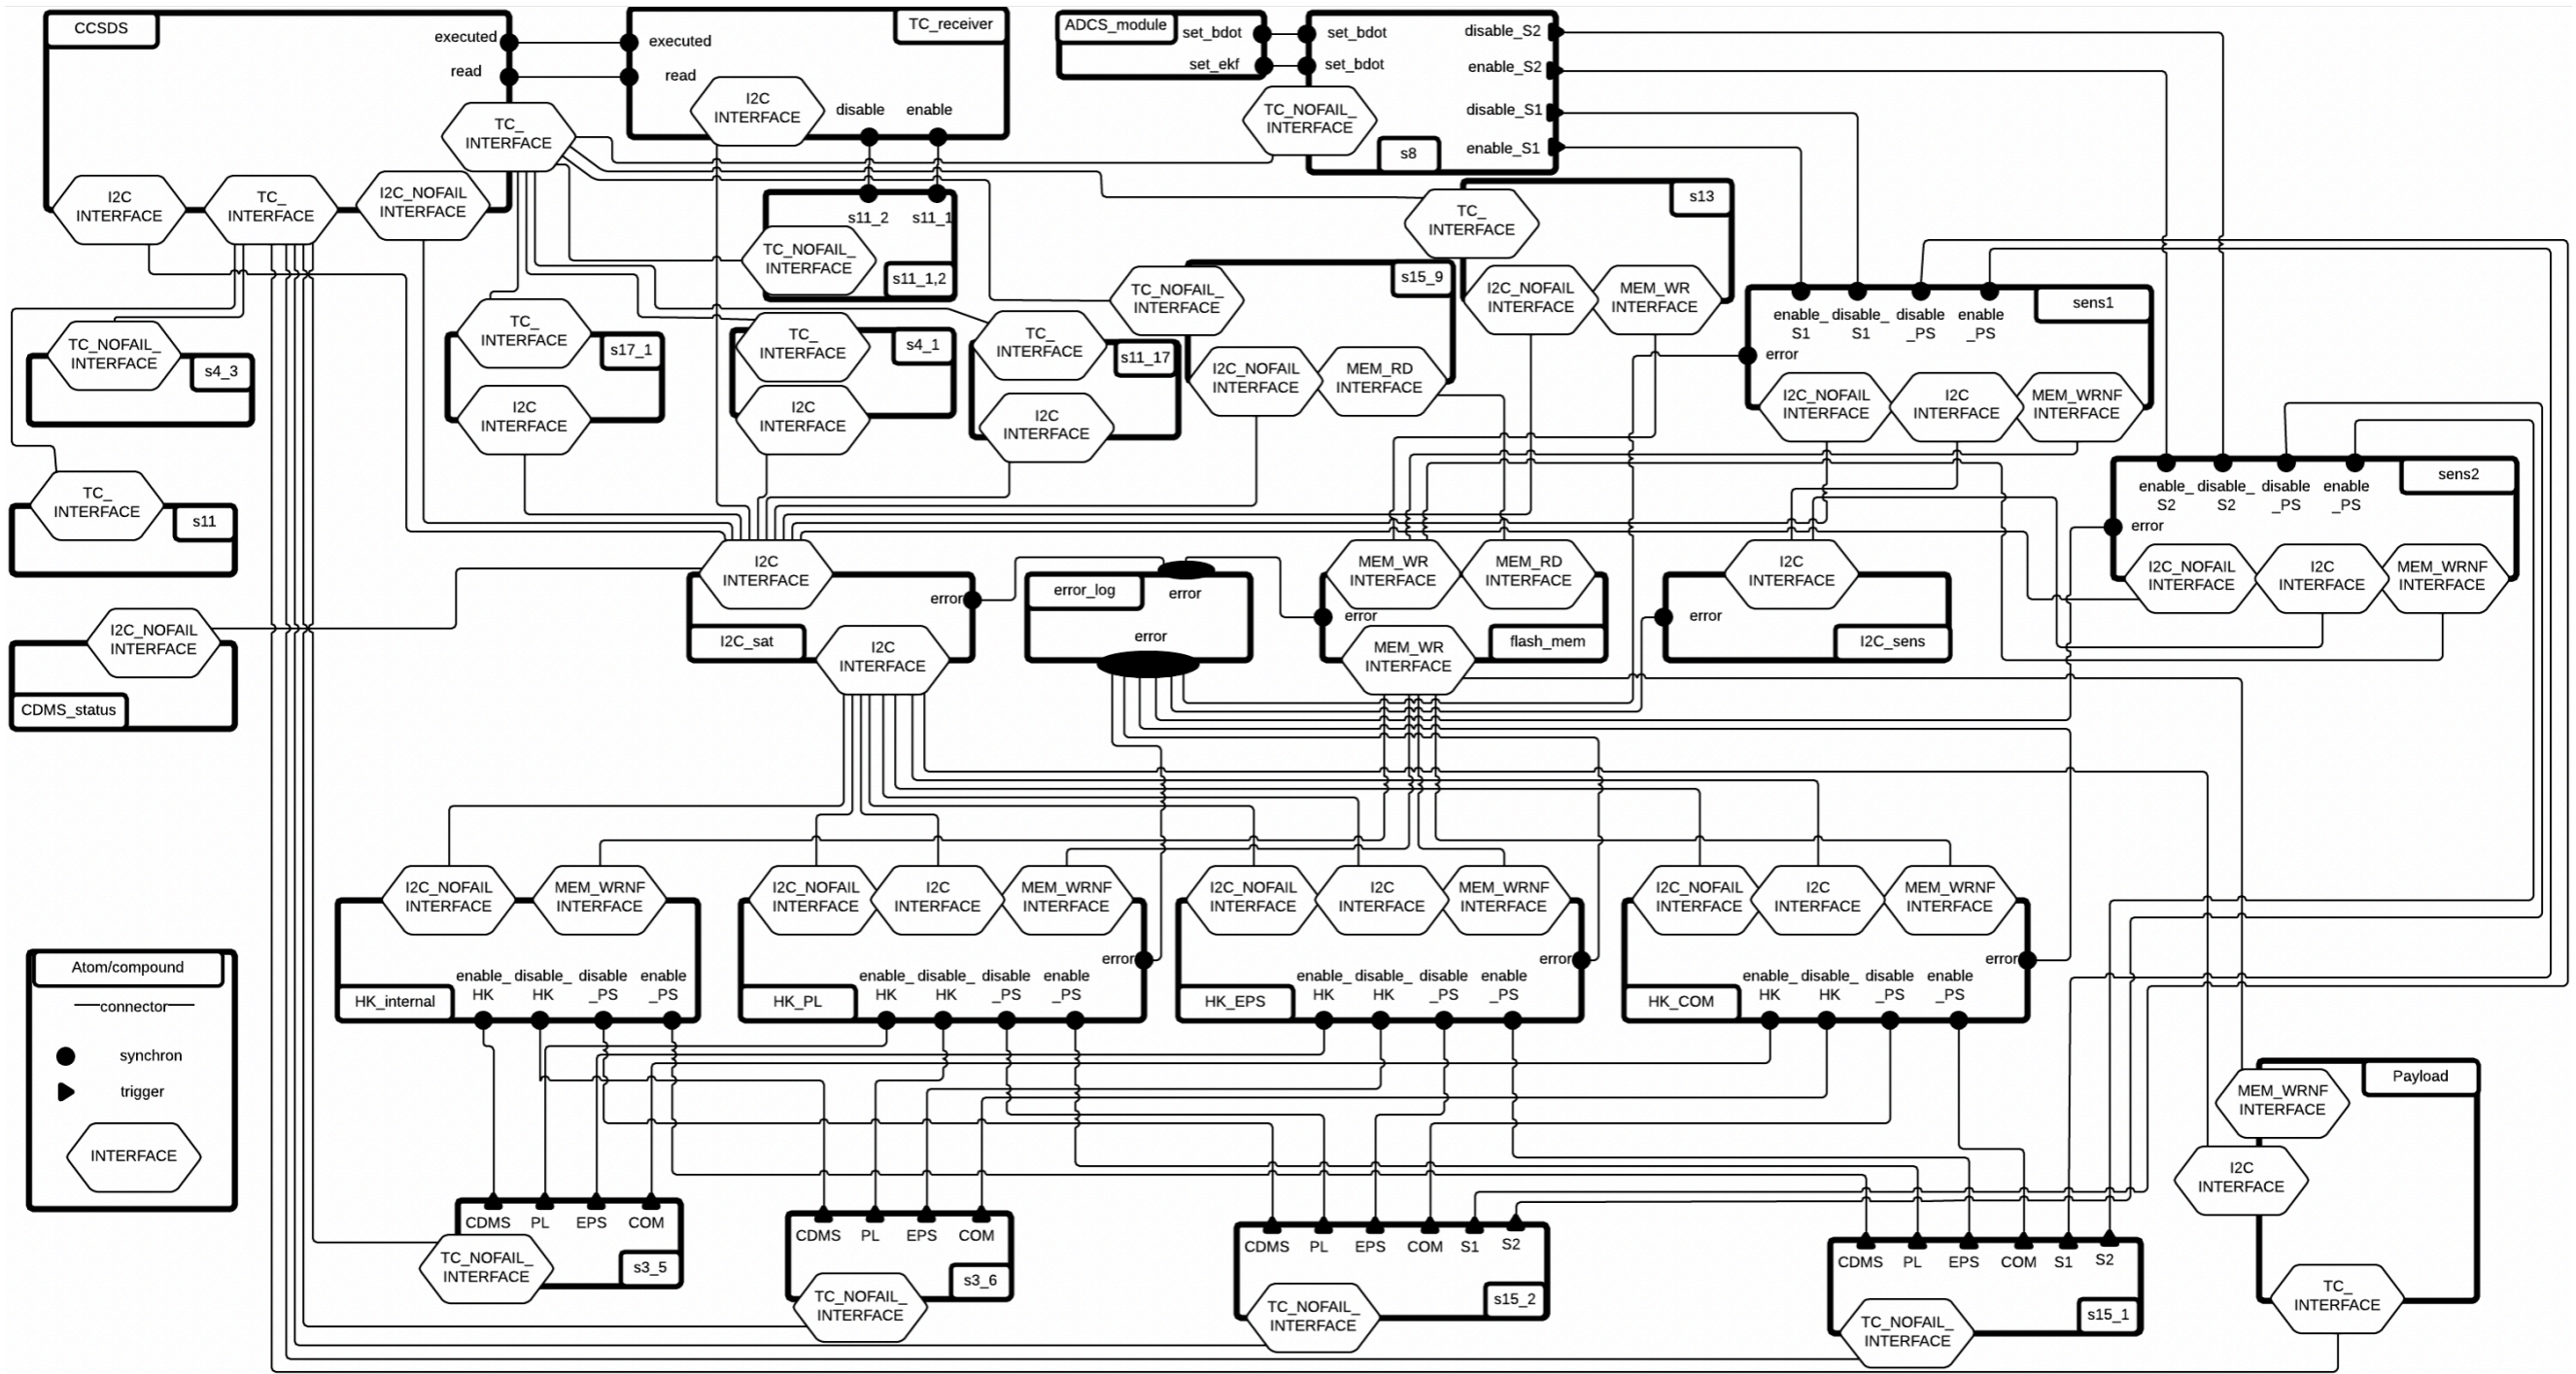 CCSDS
executed
read
TC_
INTERFACE
I2C
INTERFACE
TC_
INTERFACE
I2C_NOFAIL
INTERFACE
TC_receiver
executed
read
I2C
INTERFACE
disable
enable
ADCS_module
set_bdot
set_ekf
set_bdot
set_bdot
TC_NOFAIL_
INTERFACE
disable_S2
enable_S2
disable_S1
enable_S1
s8
s11_2
s11_1
TC_NOFAIL_
INTERFACE
s11_1,2
s13
TC_
INTERFACE
I2C_NOFAIL
INTERFACE
MEM_WR
INTERFACE
s15_9
TC_NOFAIL_
INTERFACE
I2C_NOFAIL
INTERFACE
MEM_RD
INTERFACE
sens1
enable_
S1
disable_
S1
disable
_PS
enable
_PS
error
I2C_NOFAIL
INTERFACE
I2C
INTERFACE
MEM_WRNF
INTERFACE
TC_NOFAIL_
INTERFACE
s4_3
TC_
INTERFACE
s17_1
I2C
INTERFACE
TC_
INTERFACE
s4_1
I2C
INTERFACE
TC_
INTERFACE
s11_17
I2C
INTERFACE
TC_
INTERFACE
s11
sens2
enable_
S2
disable_
S2
disable
_PS
enable
_PS
error
I2C_NOFAIL
INTERFACE
I2C
INTERFACE
MEM_WRNF
INTERFACE
I2C_NOFAIL
INTERFACE
CDMS_status
I2C
INTERFACE
error
I2C_sat
I2C
INTERFACE
error_log
error
error
MEM_WR
INTERFACE
MEM_RD
INTERFACE
error
flash_mem
MEM_WR
INTERFACE
I2C
INTERFACE
error
I2C_sens
I2C_NOFAIL
INTERFACE
MEM_WRNF
INTERFACE
HK_internal
enable_
HK
disable_
HK
disable
_PS
enable
_PS
I2C_NOFAIL
INTERFACE
I2C
INTERFACE
MEM_WRNF
INTERFACE
error
HK_PL
enable_
HK
disable_
HK
disable
_PS
enable
_PS
I2C_NOFAIL
INTERFACE
I2C
INTERFACE
MEM_WRNF
INTERFACE
error
HK_EPS
enable_
HK
disable_
HK
disable
_PS
enable
_PS
I2C_NOFAIL
INTERFACE
I2C
INTERFACE
MEM_WRNF
INTERFACE
error
HK_COM
enable_
HK
disable_
HK
disable
_PS
enable
_PS
Atom/compound
connector
synchron
trigger
INTERFACE
CDMS
PL
EPS
COM
TC_NOFAIL_
INTERFACE
s3_5
CDMS
PL
EPS
COM
s3_6
TC_NOFAIL_
INTERFACE
CDMS
PL
EPS
COM
S1
S2
s15_2
TC_NOFAIL_
INTERFACE
CDMS
PL
EPS
COM
S1
S2
s15_1
TC_NOFAIL_
INTERFACE
Payload
MEM_WRNF
INTERFACE
I2C
INTERFACE
TC_
INTERFACE